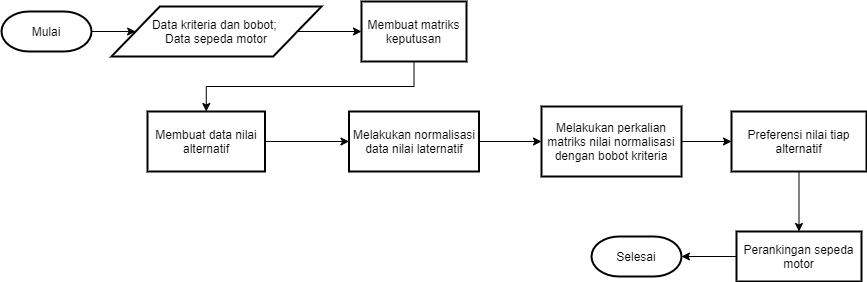 Mulai
Data kriteria dan bobot;
Data sepeda motor
Membuat matriks
keputusan
Membuat data nilai
alternatif
Melakukan normalisasi
data nilai laternatif
Melakukan perkalian
matriks nilai normalisasi
dengan bobot kriteria
Preferensi nilai tiap
alternatif
Perankingan sepeda
motor
Selesai